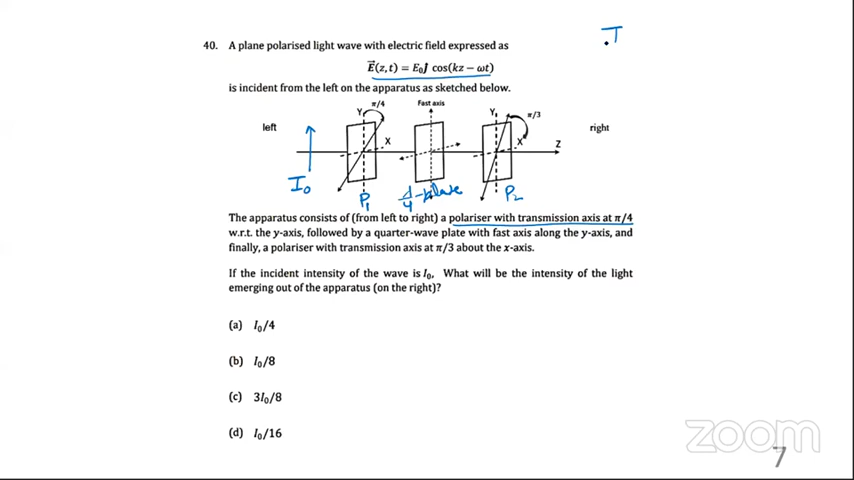 T
40. A plane polarised light wave with electric field expressed as
E⃗(z, t) = E₀ĵ cos(kz − ωt)
is incident from the left on the apparatus as sketched below.
Y π/4 Fast axis Y π/3
left X X Z right
I₀ P₁ λ/4-plate P₂
The apparatus consists of (from left to right) a polariser with transmission axis at π/4
w.r.t. the y-axis, followed by a quarter-wave plate with fast axis along the y-axis, and
finally, a polariser with transmission axis at π/3 about the x-axis.
If the incident intensity of the wave is I₀, What will be the intensity of the light
emerging out of the apparatus (on the right)?
(a) I₀/4
(b) I₀/8
(c) 3I₀/8
(d) I₀/16
zoom
7